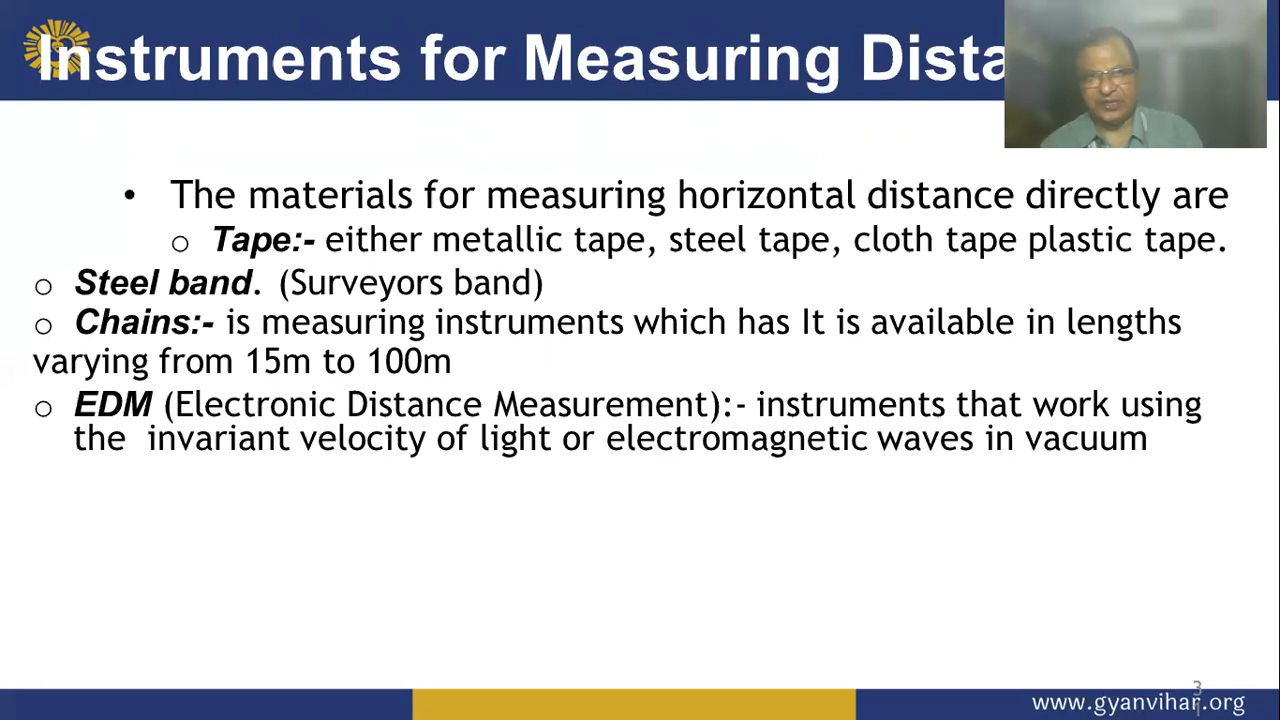 Instruments for Measuring Dista
• The materials for measuring horizontal distance directly are
o Tape:- either metallic tape, steel tape, cloth tape plastic tape.
o Steel band. (Surveyors band)
o Chains:- is measuring instruments which has It is available in lengths
varying from 15m to 100m
o EDM (Electronic Distance Measurement):- instruments that work using
the invariant velocity of light or electromagnetic waves in vacuum
3
www.gyanvihar.org